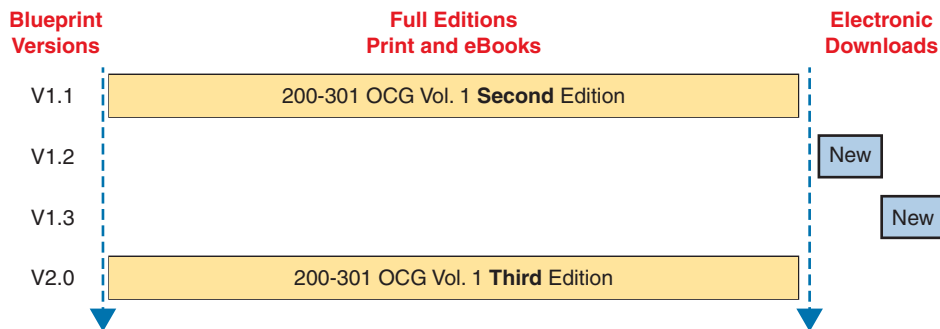 Blueprint
Versions
Full Editions
Print and eBooks
Electronic
Downloads
V1.1
200-301 OCG Vol. 1 Second Edition
V1.2
New
V1.3
New
V2.0
200-301 OCG Vol. 1 Third Edition